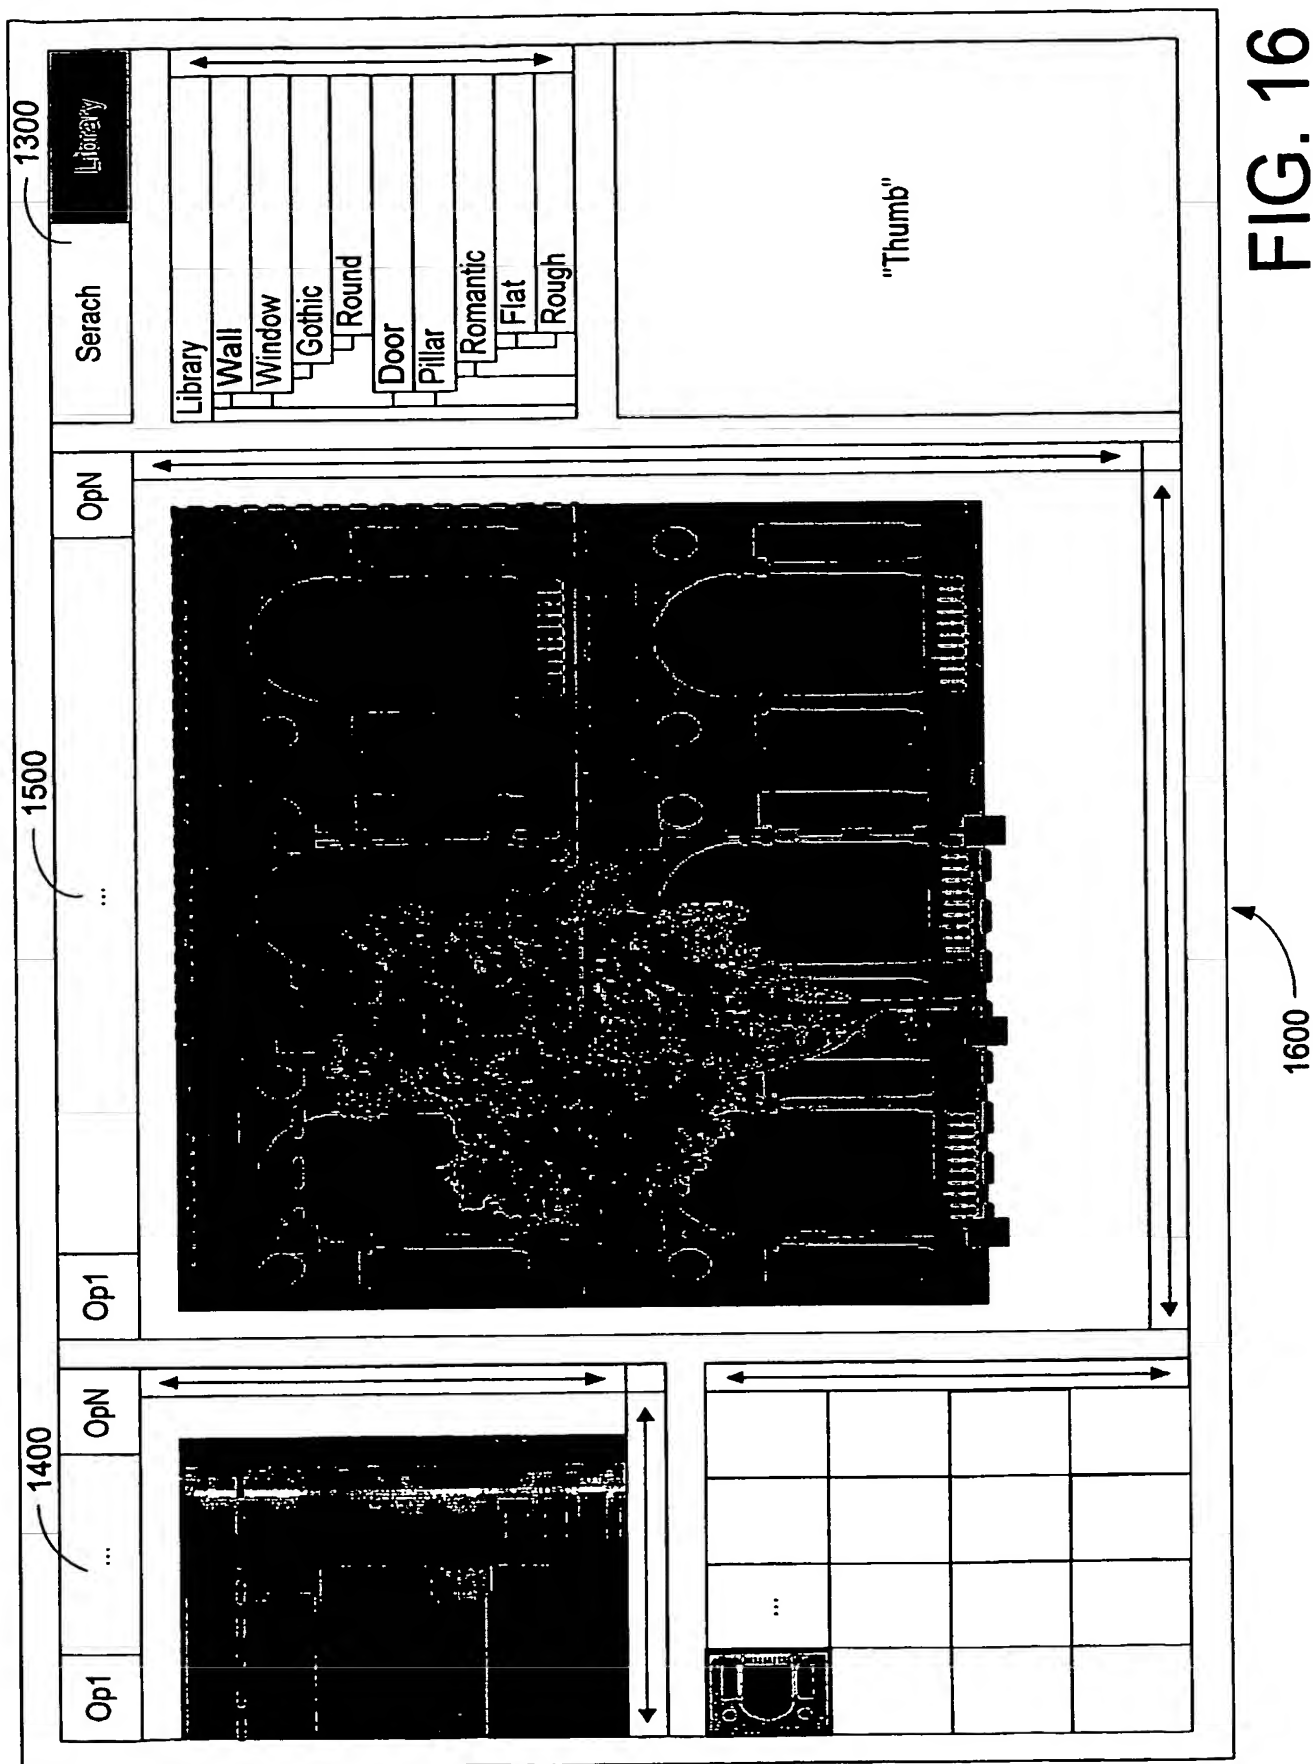 1400
1500
1300
Op1
...
OpN
Op1
...
OpN
Serach
Library
Library
Wall
Window
Gothic
Round
Door
Pillar
Romantic
Flat
Rough
"Thumb"
...
1600
FIG. 16